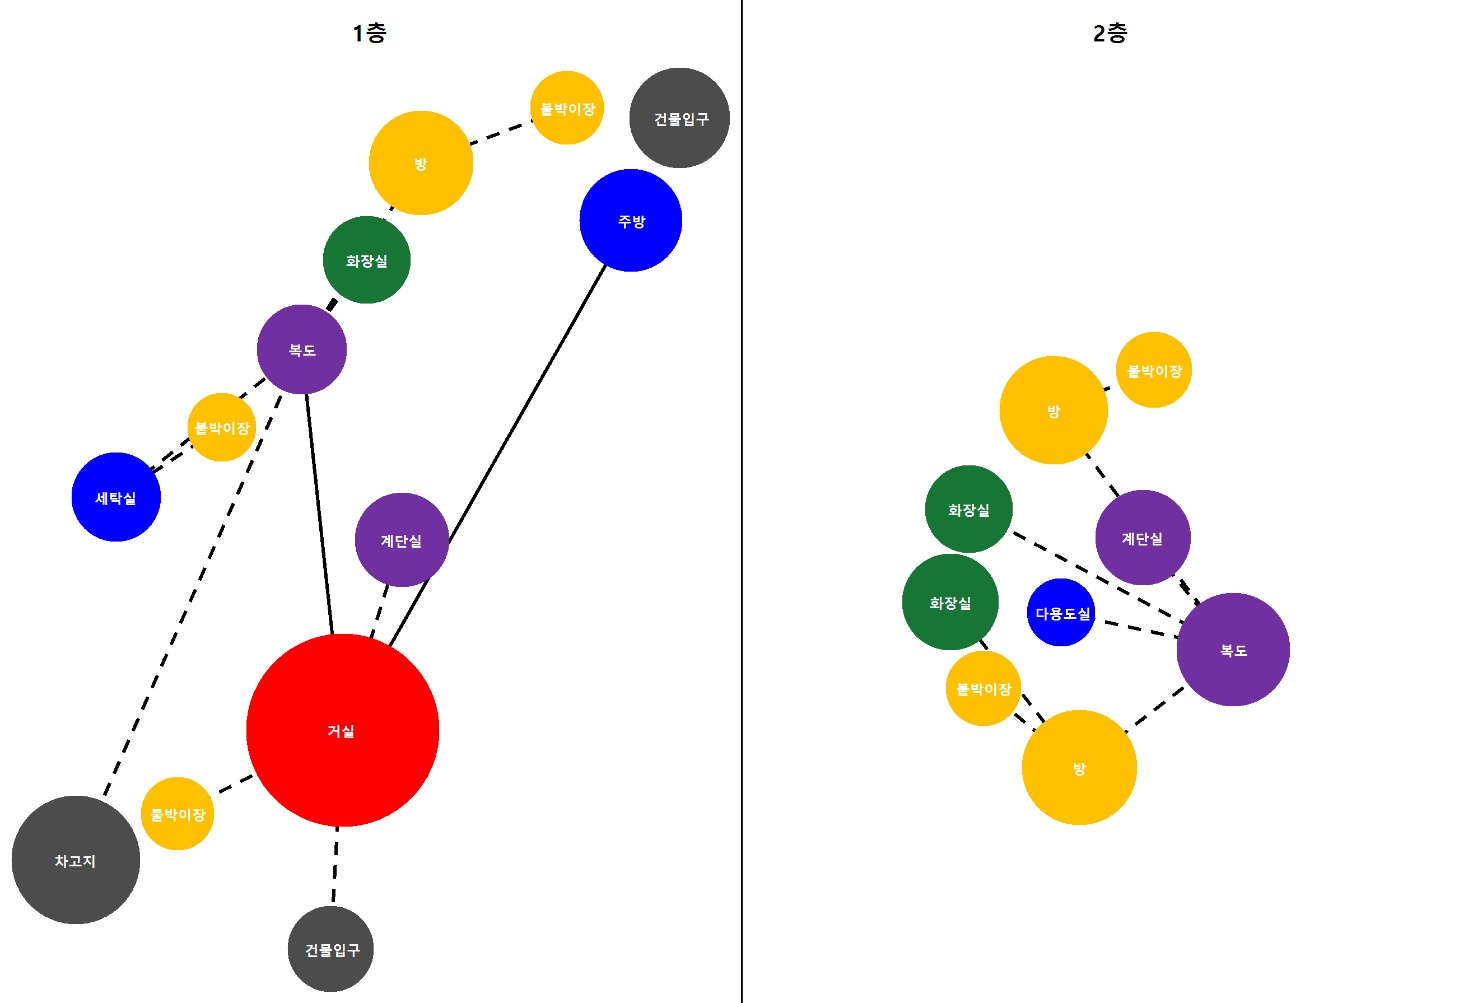 1층
붙박이장
건물입구
방
주방
화장실
복도
붙박이장
세탁실
계단실
거실
붙박이장
차고지
건물입구
2층
붙박이장
방
화장실
계단실
화장실
다용도실
복도
붙박이장
방